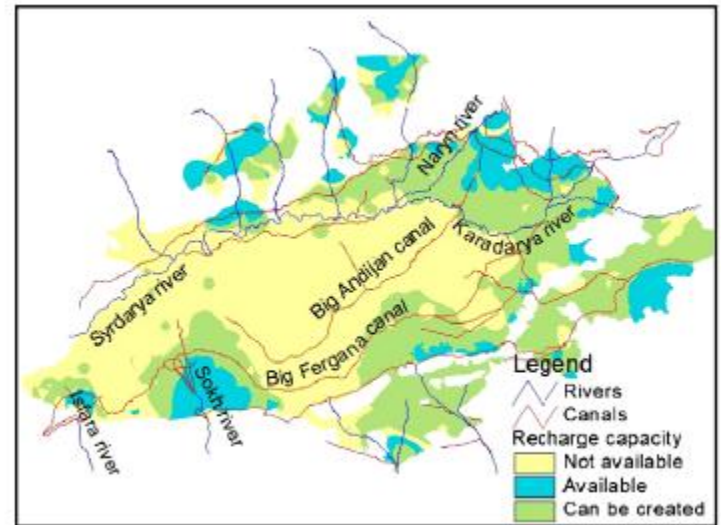 Naryn river
Karadarya river
Big Andijan canal
Syrdarya river
Big Fergana canal
Sokh river
Isfara river
Legend
Rivers
Canals
Recharge capacity
Not available
Available
Can be created